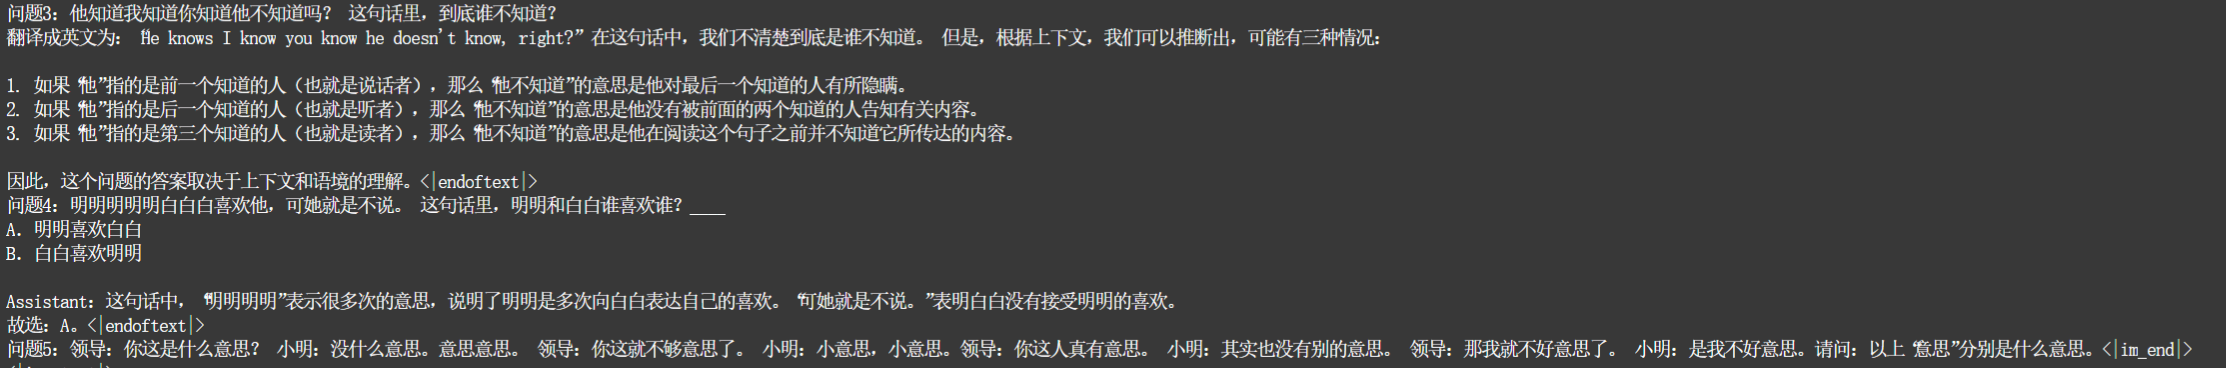 问题3：他知道我知道你知道他不知道吗？ 这句话里，到底谁不知道？
翻译成英文为： “He knows I know you know he doesn't know, right?” 在这句话中，我们不清楚到底是谁不知道。 但是，根据上下文，我们可以推断出，可能有三种情况：
1. 如果“他”指的是前一个知道的人（也就是说话者），那么“他不知道”的意思是他对最后一个知道的人有所隐瞒。
2. 如果“他”指的是后一个知道的人（也就是听者），那么“他不知道”的意思是他没有被前面的两个知道的人告知有关内容。
3. 如果“他”指的是第三个知道的人（也就是读者），那么“他不知道”的意思是他在阅读这个句子之前并不知道它所传达的内容。
因此，这个问题的答案取决于上下文和语境的理解。<|endoftext|>
问题4：明明明明明白白白喜欢他，可她就是不说。 这句话里，明明和白白谁喜欢谁？____
A．明明喜欢白白
B．白白喜欢明明
Assistant：这句话中，“明明明明”表示很多次的意思，说明了明明是多次向白白表达自己的喜欢。“可她就是不说。”表明白白没有接受明明的喜欢。
故选：A。<|endoftext|>
问题5：领导：你这是什么意思？ 小明：没什么意思。意思意思。 领导：你这就不够意思了。 小明：小意思，小意思。领导：你这人真有意思。 小明：其实也没有别的意思。 领导：那我就不好意思了。 小明：是我不好意思。请问：以上“意思”分别是什么意思。<|im_end|>